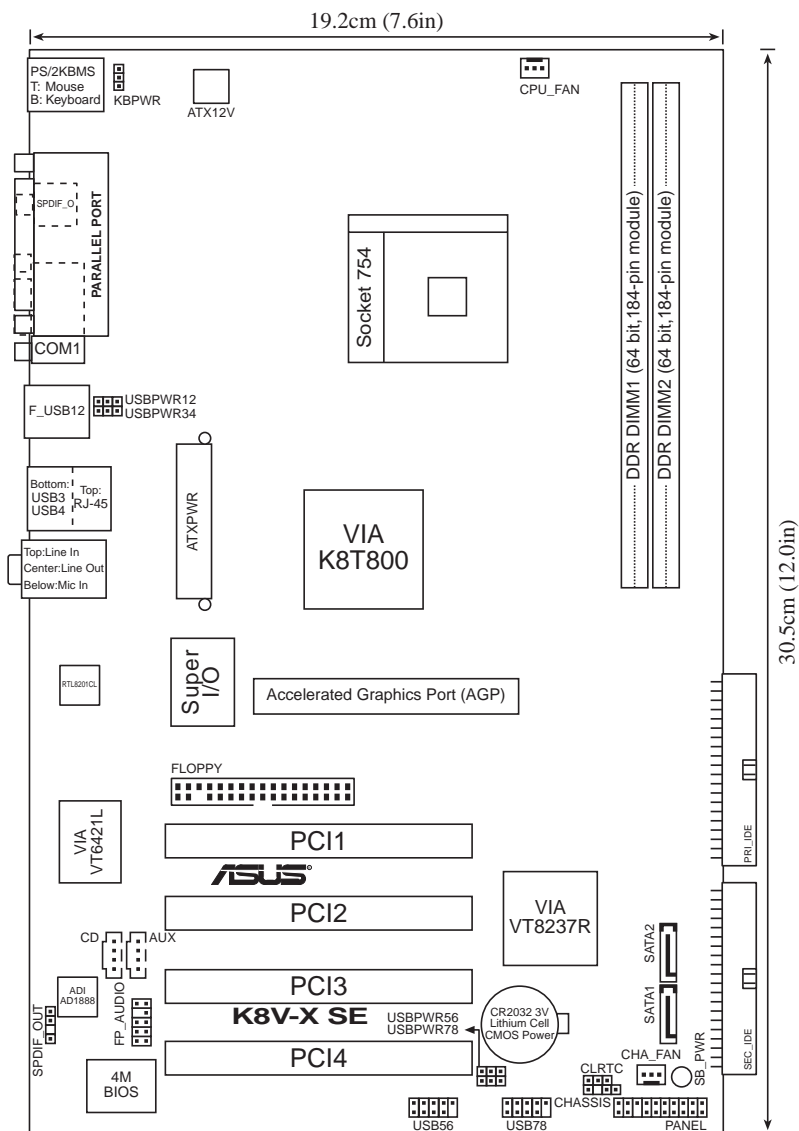 19.2cm (7.6in)
PS/2KBMS
T: Mouse
B: Keyboard
KBPWR
ATX12V
CPU_FAN
SPDIF_O
PARALLEL PORT
Socket 754
DDR DIMM1 (64 bit,184-pin module)
DDR DIMM2 (64 bit,184-pin module)
COM1
F_USB12
USBPWR12
USBPWR34
Bottom:
USB3
USB4
Top:
RJ-45
ATXPWR
VIA
K8T800
Top:Line In
Center:Line Out
Below:Mic In
30.5cm (12.0in)
RTL8201CL
Super
I/O
Accelerated Graphics Port (AGP)
FLOPPY
VIA
VT6421L
PCI1
PRI_IDE
ASUS®
PCI2
VIA
VT8237R
CD
AUX
SATA2
ADI
AD1888
FP_AUDIO
PCI3
K8V-X SE
USBPWR56
USBPWR78
CR2032 3V
Lithium Cell
CMOS Power
SATA1
SPDIF_OUT
4M
BIOS
PCI4
CHA_FAN
SB_PWR
SEC_IDE
CLRTC
CHASSIS
USB56
USB78
PANEL